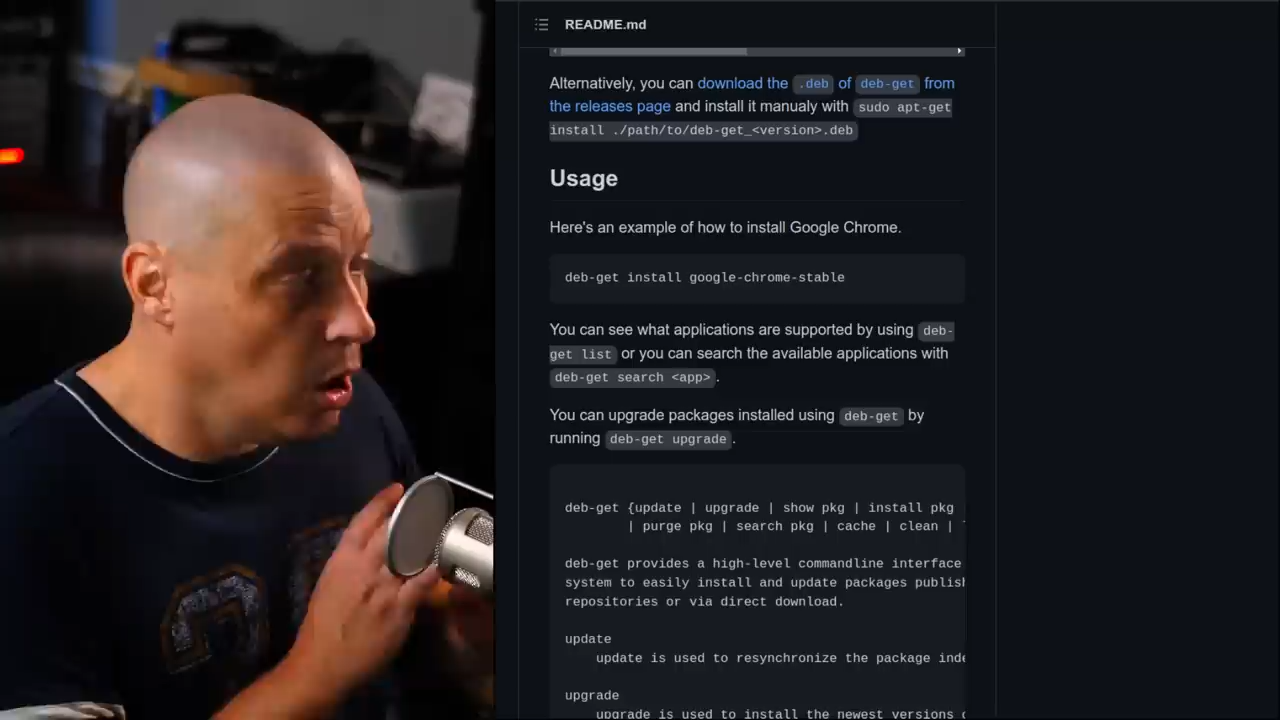 README.md
Alternatively, you can download the .deb of deb-get from
the releases page and install it manualy with sudo apt-get
install ./path/to/deb-get_<version>.deb
Usage
Here's an example of how to install Google Chrome.
deb-get install google-chrome-stable
You can see what applications are supported by using deb-
get list or you can search the available applications with
deb-get search <app>.
You can upgrade packages installed using deb-get by
running deb-get upgrade.
deb-get {update | upgrade | show pkg | install pkg
| purge pkg | search pkg | cache | clean |
deb-get provides a high-level commandline interface
system to easily install and update packages publish
repositories or via direct download.
update
update is used to resynchronize the package inde
upgrade
upgrade is used to install the newest versions